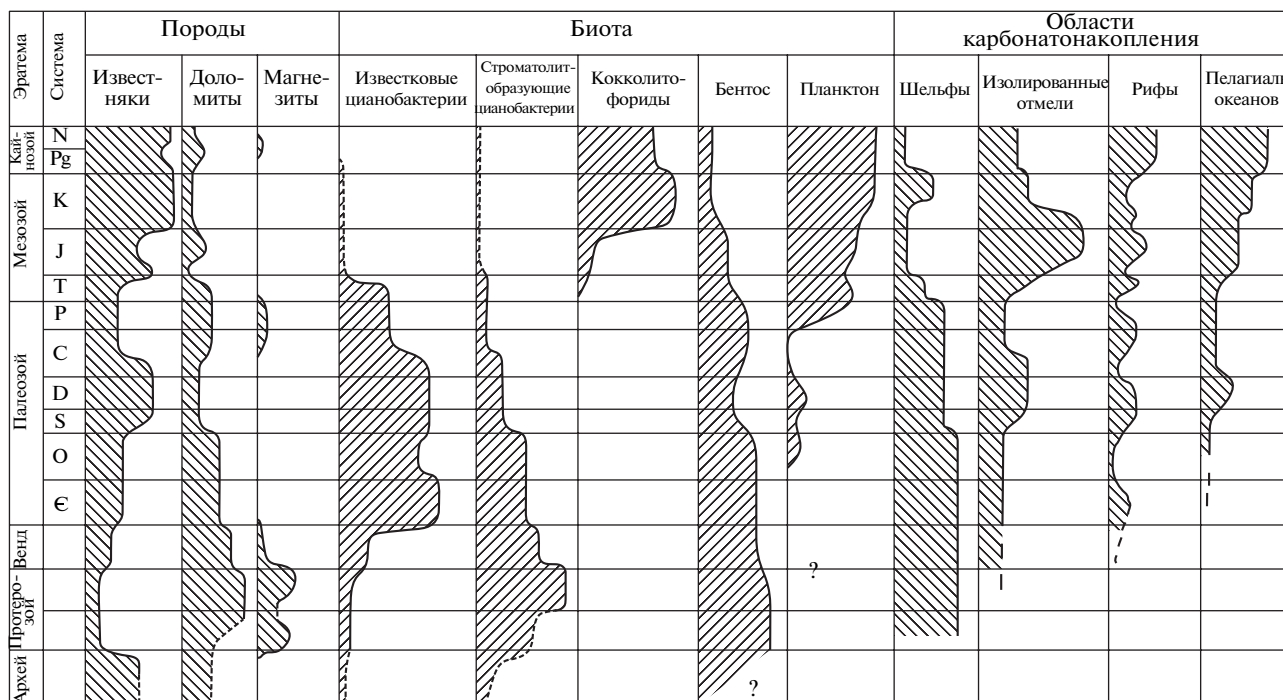 Эратема
Система
Породы
Биота
Области
карбонатонакопления
Извест-
няки
Доло-
миты
Магне-
зиты
Известковые
цианобактерии
Строматолит-
образующие
цианобактерии
Кокколито-
фориды
Бентос
Планктон
Шельфы
Изолированные
отмели
Рифы
Пелагиаль
океанов
Кай-
нозой
N
Pg
Мезозой
K
J
T
Палеозой
P
C
D
S
O
Є
Венд
?
Протеро-
зой
Архей
?